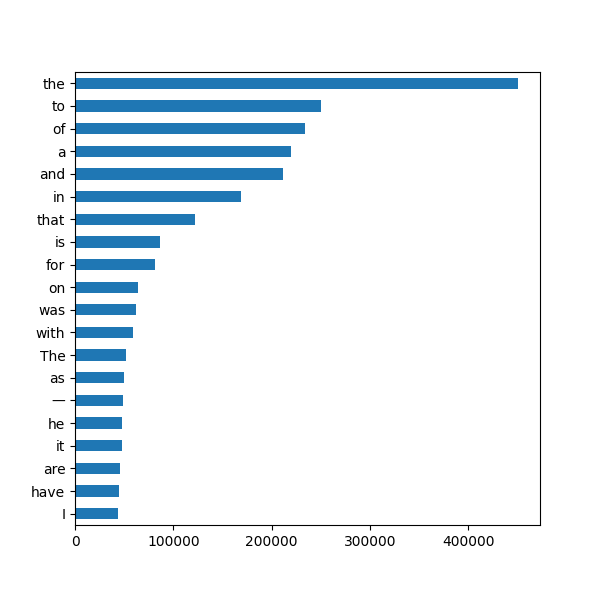 the
to
of
a
and
in
that
is
for
on
was
with
The
as
—
he
it
are
have
I
0 100000 200000 300000 400000